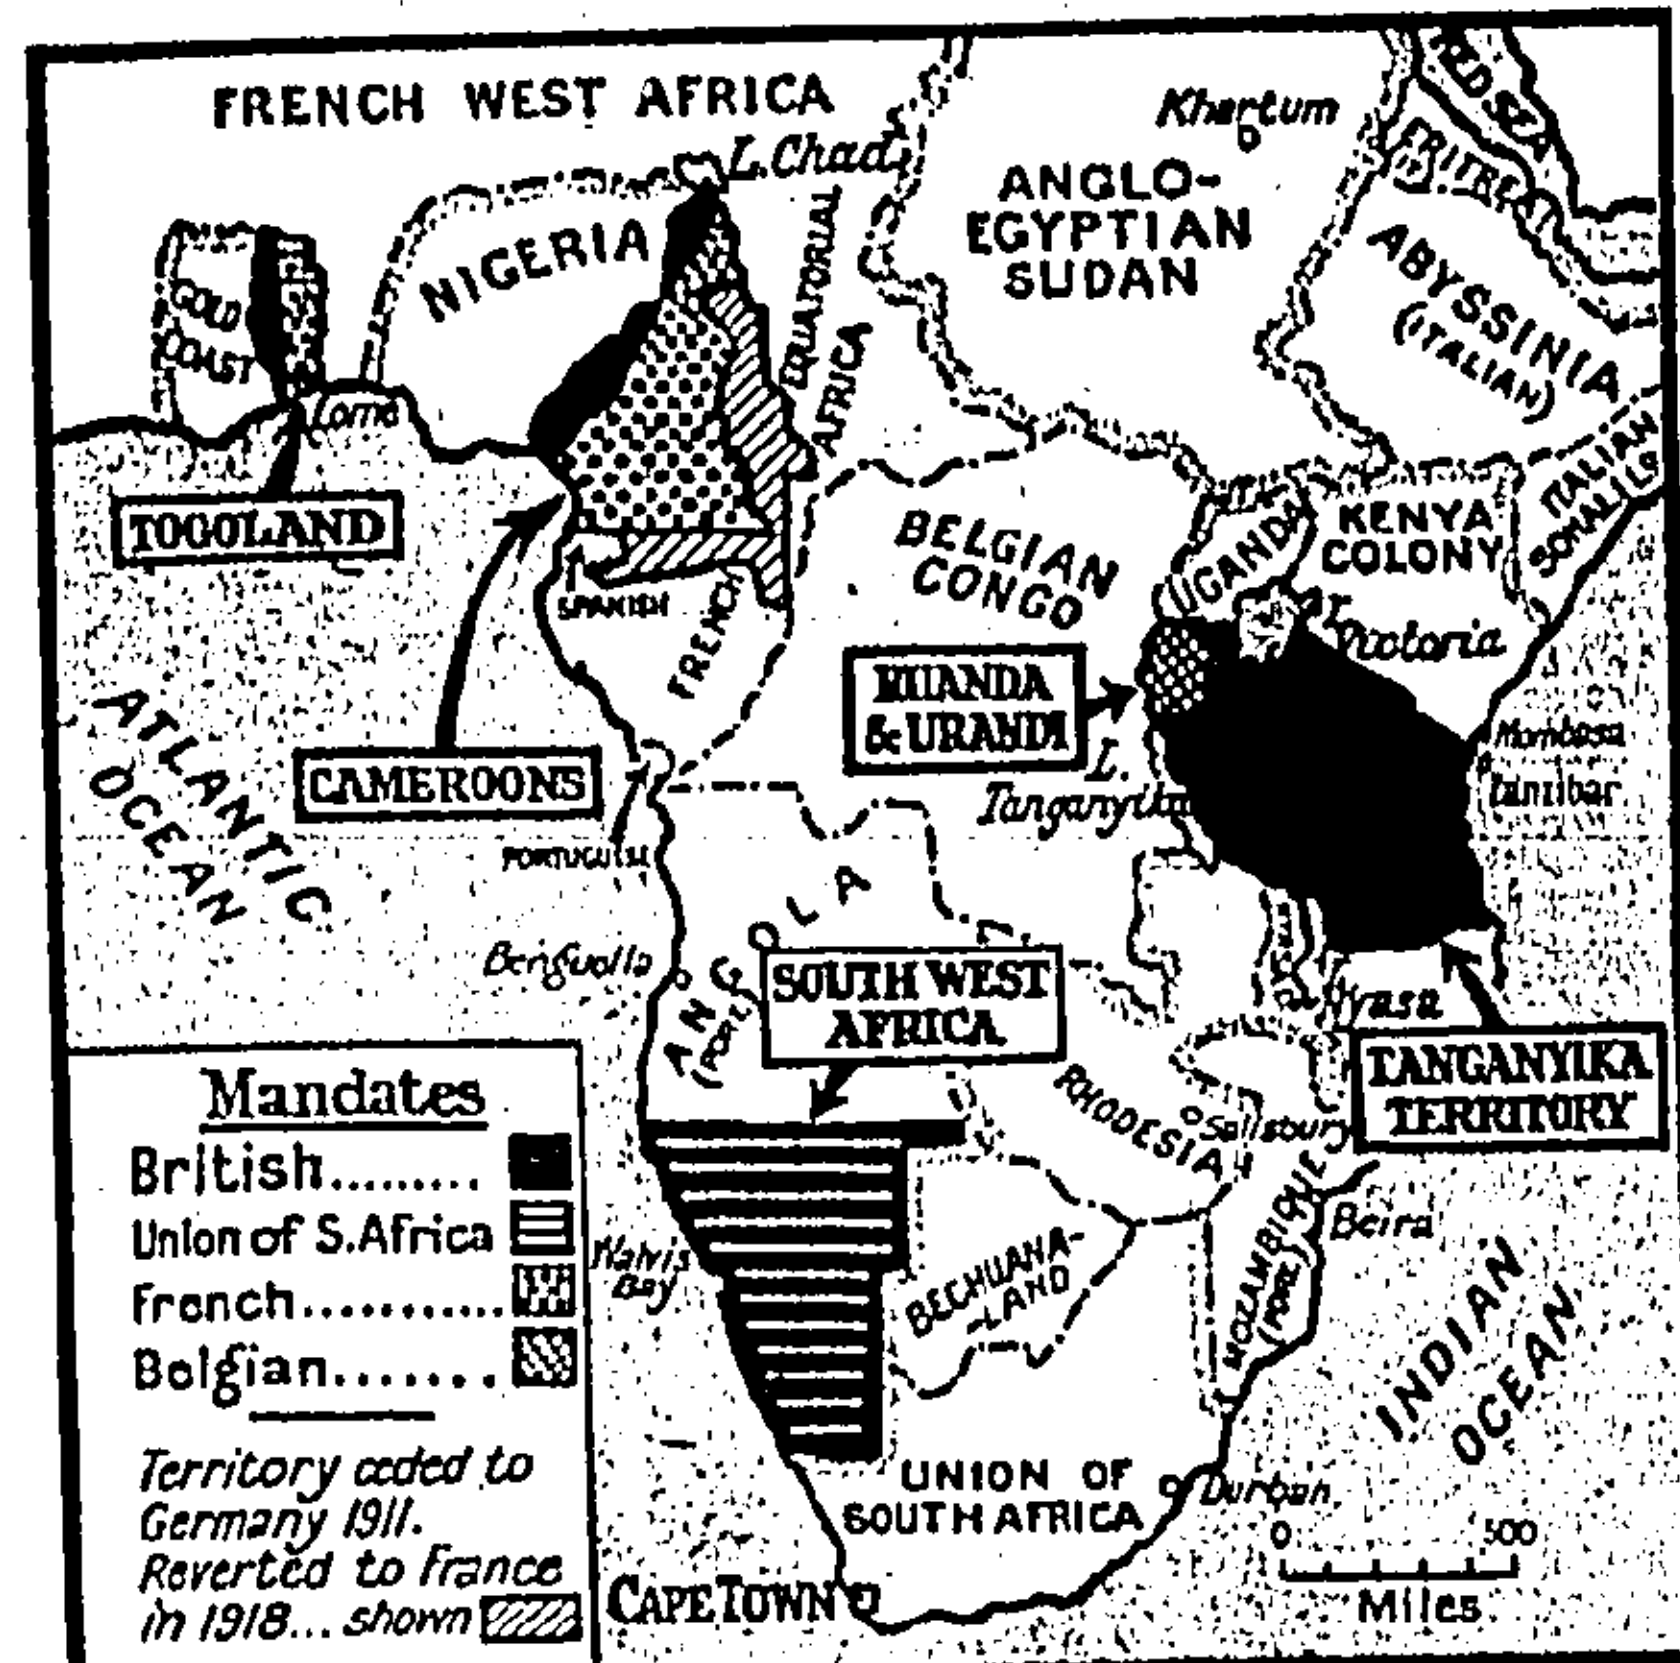 FRENCH WEST AFRICA
L. Chad
Khartum
RED SEA
ERITREA
ANGLO-
EGYPTIAN
SUDAN
ABYSSINIA
(ITALIAN)
NIGERIA
GOLD
COAST
Lome
EQUATORIAL
AFRICA
FRENCH
TOGOLAND
SPANISH
BELGIAN
CONGO
UGANDA
KENYA
COLONY
ITALIAN
L.
Victoria
RUANDA
& URANDI
L.
Tanganyika
Mombasa
Zanzibar
CAMEROONS
PORTUGUESE
ATLANTIC
OCEAN
ANGOLA
(PORT.)
SOUTH WEST
AFRICA
Nyasa
TANGANYIKA
TERRITORY
RHODESIA
Salisbury
MOZAMBIQUE
(PORT.)
Beira
Walvis
Bay
BECHUANA-
-LAND
INDIAN
OCEAN
UNION OF
SOUTH AFRICA
Durban
CAPE TOWN
0 500
Miles
Mandates
British.........
Union of S. Africa
French............
Belgian.......
Territory ceded to
Germany 1911.
Reverted to France
in 1918... shown